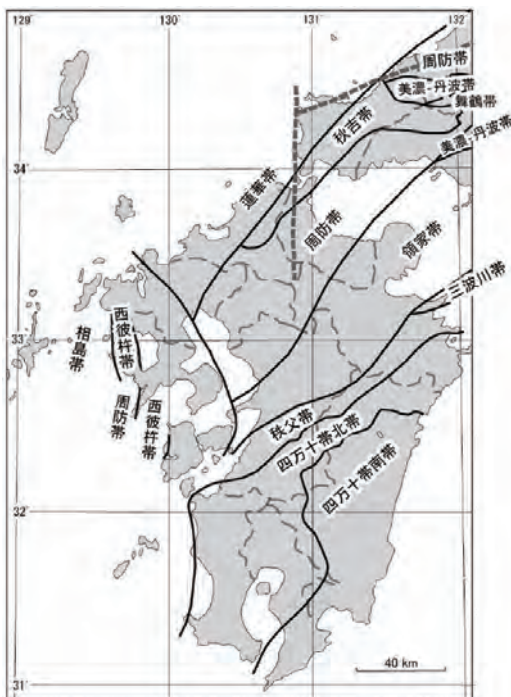 129°
130°
131°
132°
周防帯
美濃-丹波帯
舞鶴帯
美濃-丹波帯
秋吉帯
34°
蓮華帯
周防帯
領家帯
三波川帯
33°
西彼杵帯
相島帯
周防帯
西彼杵帯
秩父帯
四万十帯北帯
四万十帯南帯
32°
31°
40 km